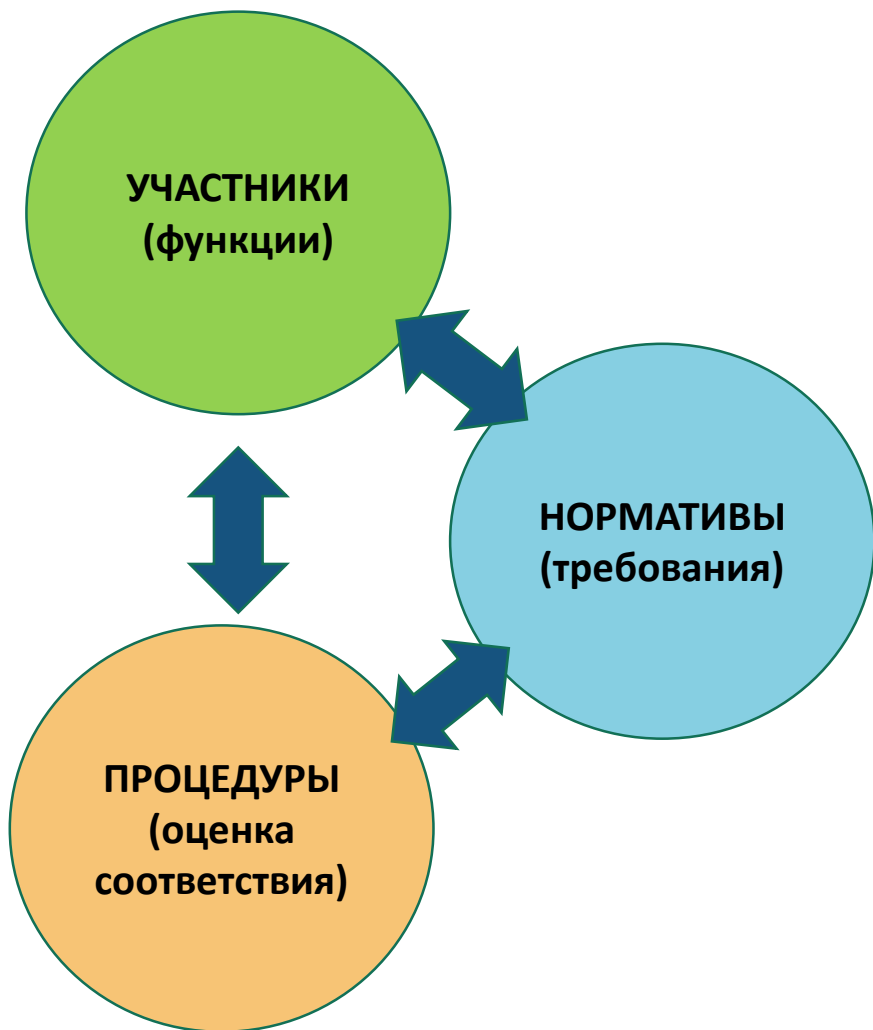 УЧАСТНИКИ
(функции)
НОРМАТИВЫ
(требования)
ПРОЦЕДУРЫ
(оценка
соответствия)